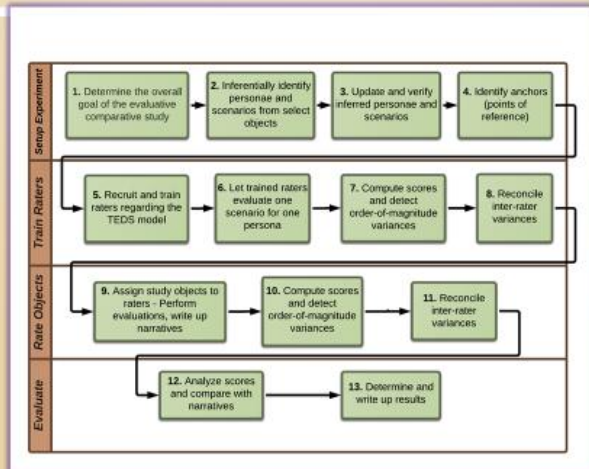 Setup Experiment
1. Determine the overall
goal of the evaluative
comparative study
2. Inferentially identify
personae and
scenarios from select
objects
3. Update and verify
inferred personae and
scenarios
4. Identify anchors
(points of
reference)
Train Raters
5. Recruit and train
raters regarding the
TEDS model
6. Let trained raters
evaluate one
scenario for one
persona
7. Compute scores
and detect
order-of-magnitude
variances
8. Reconcile
inter-rater
variances
Rate Objects
9. Assign study objects to
raters - Perform
evaluations, write up
narratives
10. Compute scores
and detect
order-of-magnitude
variances
11. Reconcile
inter-rater
variances
Evaluate
12. Analyze scores
and compare with
narratives
13. Determine and
write up results